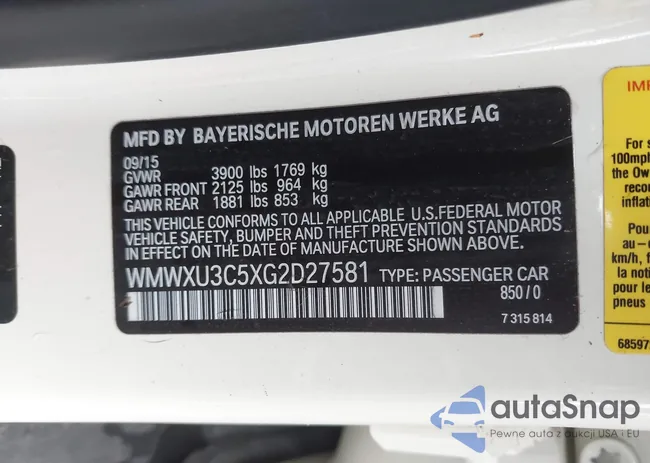 MFD BY BAYERISCHE MOTOREN WERKE AG
09/15
GVWR 3900 lbs 1769 kg
GAWR FRONT 2125 lbs 964 kg
GAWR REAR 1881 lbs 853 kg
THIS VEHICLE CONFORMS TO ALL APPLICABLE U.S.FEDERAL MOTOR
VEHICLE SAFETY, BUMPER AND THEFT PREVENTION STANDARDS
IN EFFECT ON THE DATE OF MANUFACTURE SHOWN ABOVE.
WMWXU3C5XG2D27581 TYPE: PASSENGER CAR
850/0
7 315 814
IMP
For s
100mph
the Ow
reco
inflat
Pou
au-d
km/h,
la noti
de
pneus
68597
autaSnap
Pewne auta z aukcji USA i EU